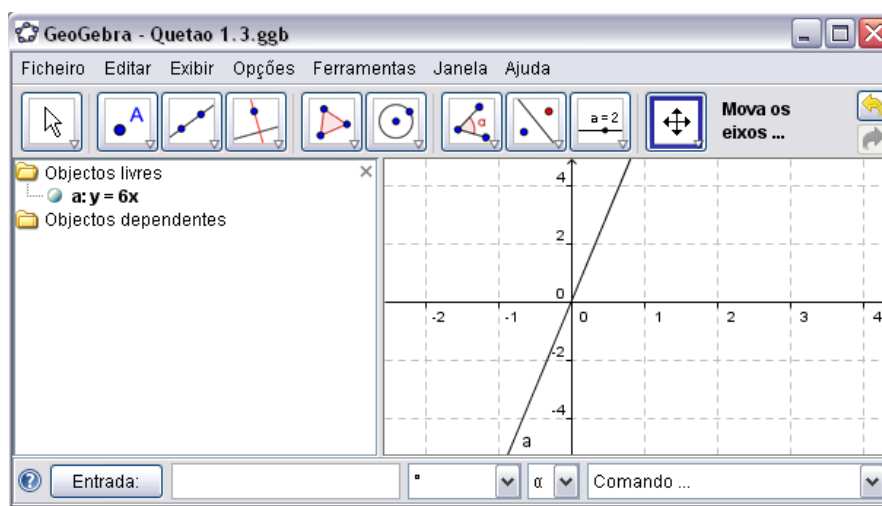 GeoGebra - Quetao 1.3.ggb
Ficheiro Editar Exibir Opções Ferramentas Janela Ajuda
A
α
a = 2
Mova os
eixos ...
Objectos livres
a: y = 6x
Objectos dependentes
4
2
0
-2 -1 0 1 2 3 4
-2
-4
a
Entrada:
α
Comando ...